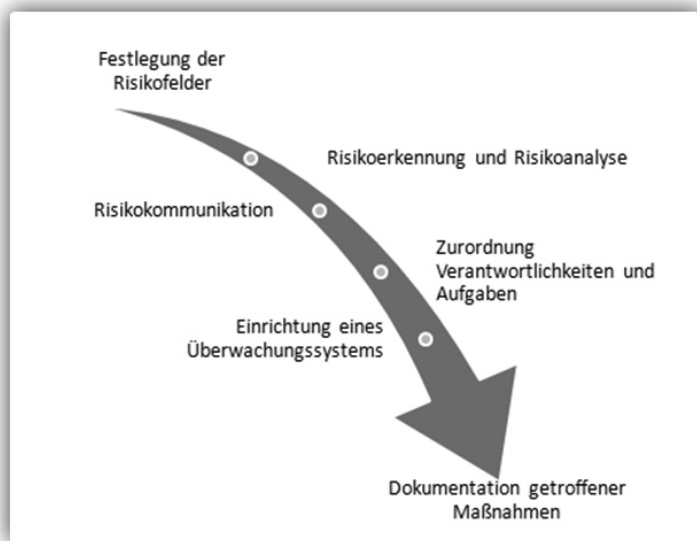 Festlegung der
Risikofelder
Risikoerkennung und Risikoanalyse
Risikokommunikation
Zurordnung
Verantwortlichkeiten und
Aufgaben
Einrichtung eines
Überwachungssystems
Dokumentation getroffener
Maßnahmen